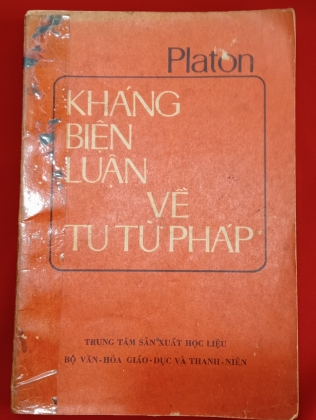 Platon
KHÁNG
BIỆN
LUẬN
VỀ
TU TỪ PHÁP
TRUNG TÂM SẢN XUẤT HỌC LIỆU
BỘ VĂN-HÓA GIÁO-DỤC VÀ THANH-NIÊN